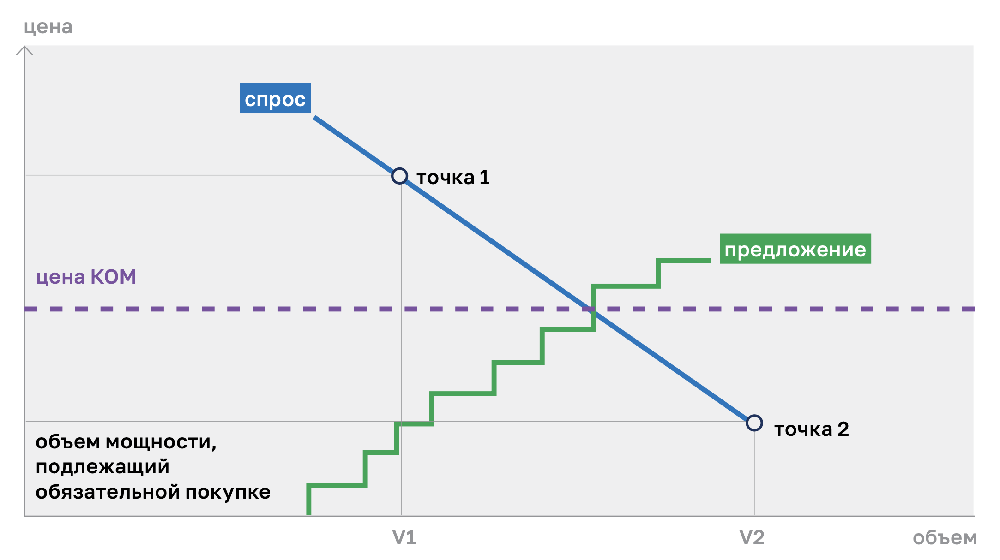 цена
спрос
точка 1
предложение
цена КОМ
точка 2
объем мощности,
подлежащий
обязательной покупке
V1
V2
объем